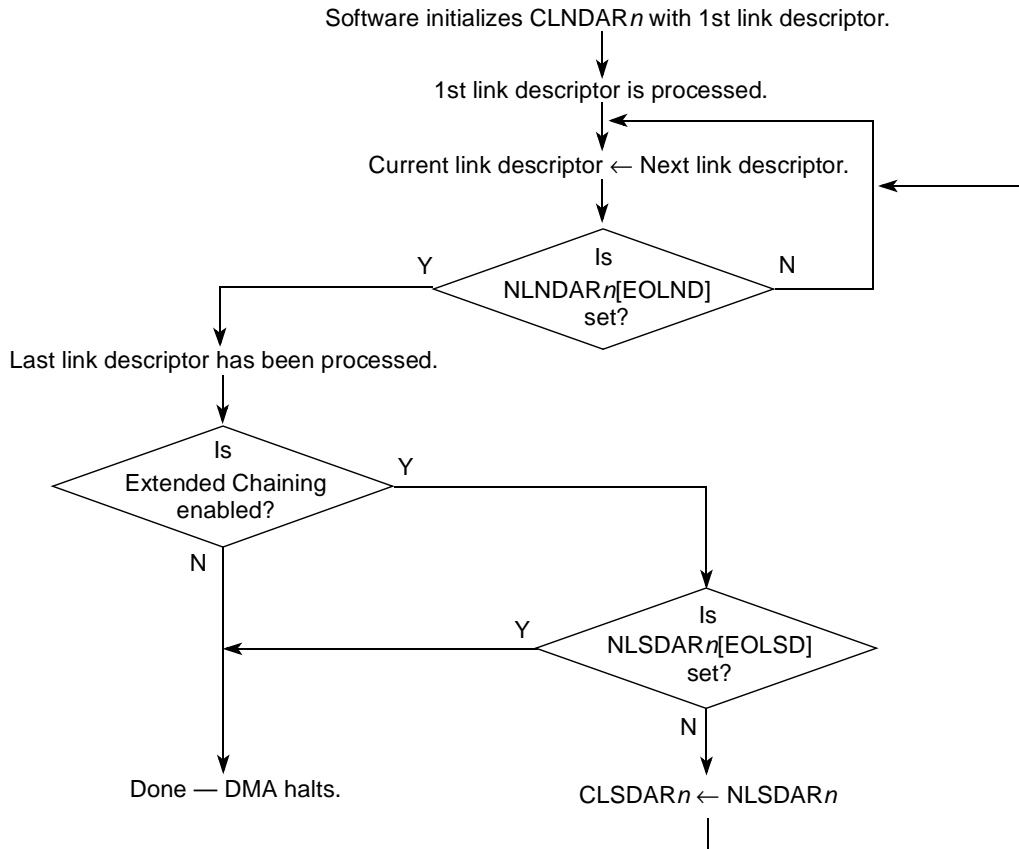 Software initializes CLNDARn with 1st link descriptor.
1st link descriptor is processed.
Current link descriptor ← Next link descriptor.
Is
NLNDARn[EOLND]
set?
Y
N
Last link descriptor has been processed.
Is
Extended Chaining
enabled?
Y
N
Is
NLSDARn[EOLSD]
set?
Y
N
Done — DMA halts.
CLSDARn ← NLSDARn